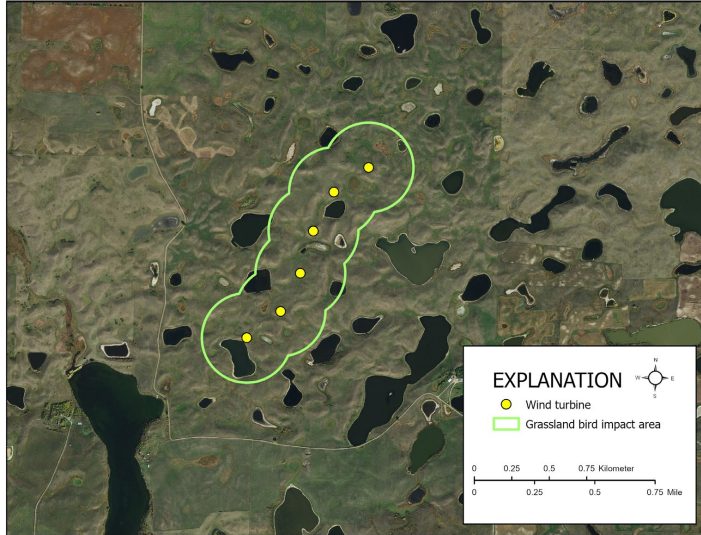 EXPLANATION
N
W
E
S
Wind turbine
Grassland bird impact area
0 0.25 0.5 0.75 Kilometer
0 0.25 0.5 0.75 Mile